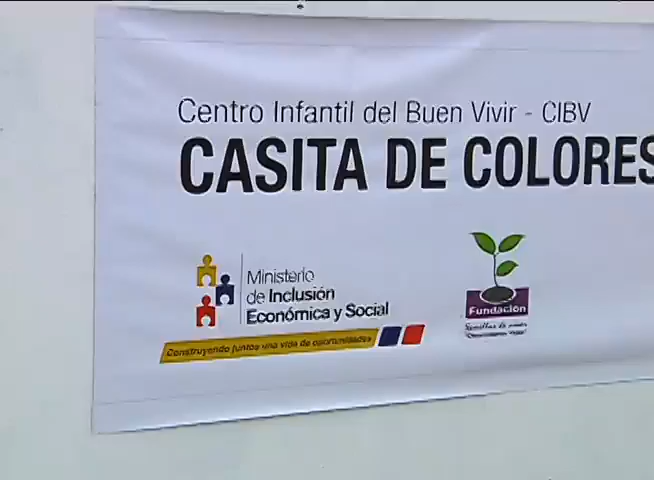 Centro Infantil del Buen Vivir - CIBV
CASITA DE COLORES
Ministerio
de Inclusión
Económica y Social
Construyendo juntos una vida de oportunidades
Fundación
Semillas de